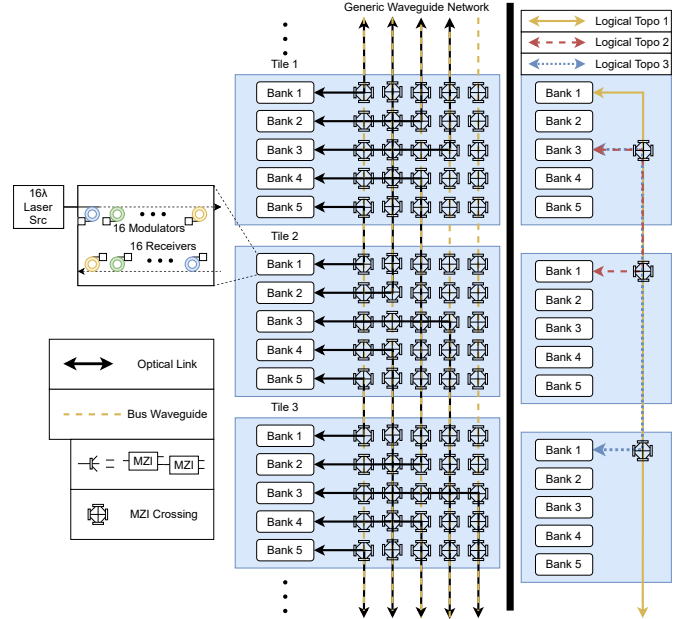 Generic Waveguide Network
Tile 1
Bank 1
Bank 2
Bank 3
Bank 4
Bank 5
16λ
Laser
Src
16 Modulators
16 Receivers
Tile 2
Bank 1
Bank 2
Bank 3
Bank 4
Bank 5
Optical Link
Bus Waveguide
MZI
MZI
MZI Crossing
Tile 3
Bank 1
Bank 2
Bank 3
Bank 4
Bank 5
Logical Topo 1
Logical Topo 2
Logical Topo 3
Bank 1
Bank 2
Bank 3
Bank 4
Bank 5
Bank 1
Bank 2
Bank 3
Bank 4
Bank 5
Bank 1
Bank 2
Bank 3
Bank 4
Bank 5